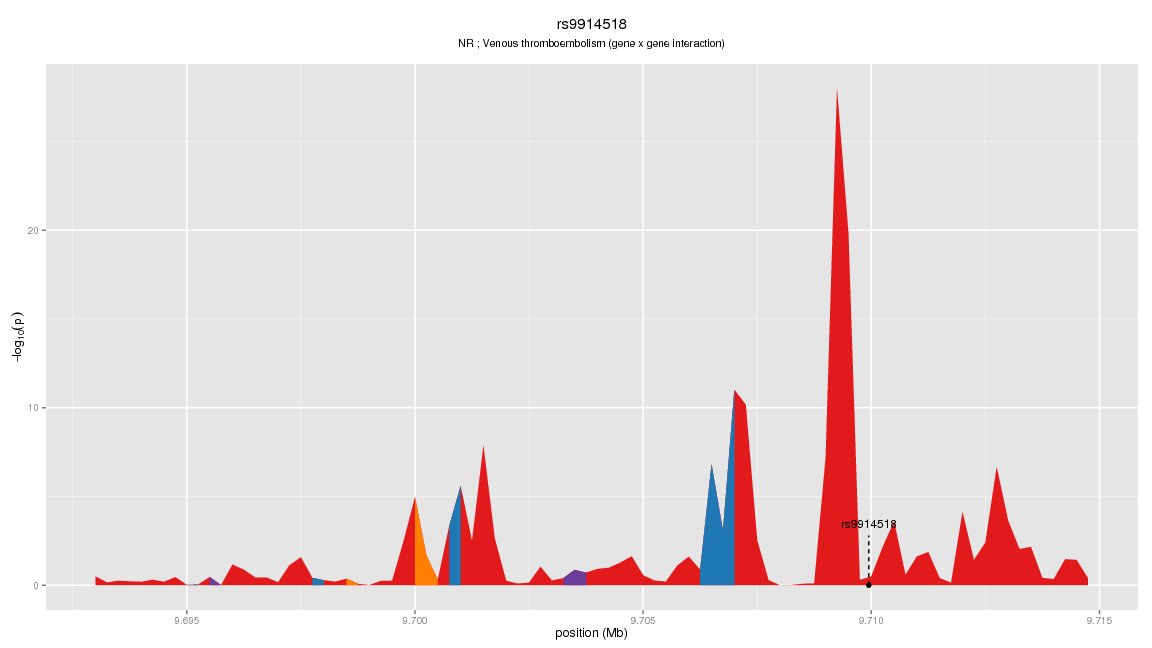 rs9914518
NR ; Venous thromboembolism (gene x gene interaction)
−log10(p)
20
10
0
rs9914518
9.695 9.700 9.705 9.710 9.715
position (Mb)